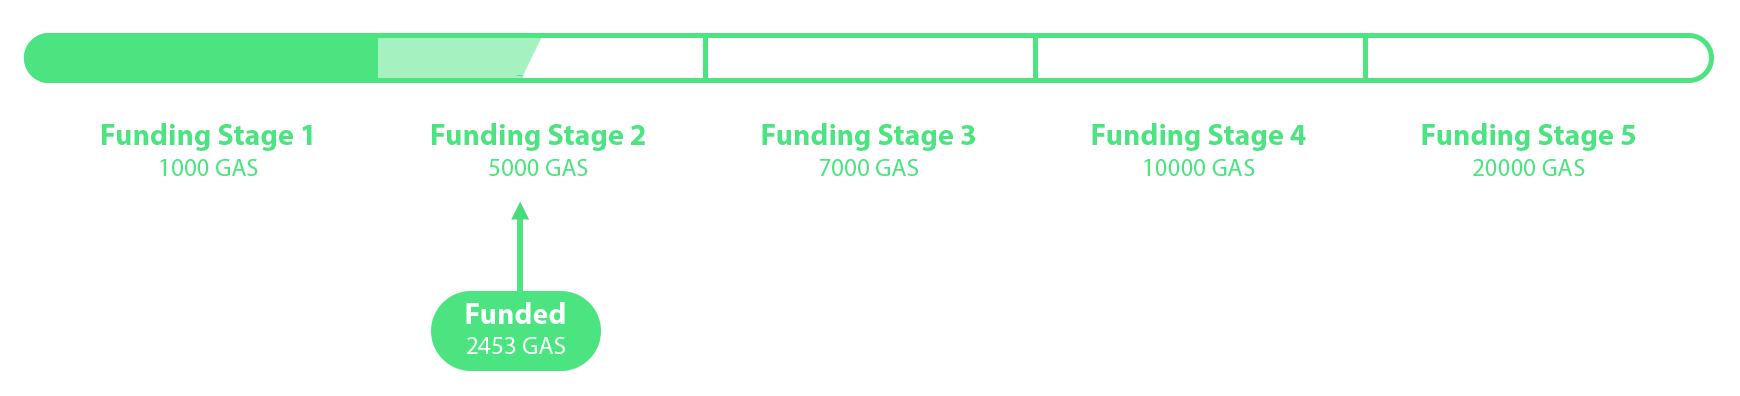 Funding Stage 1
1000 GAS
Funding Stage 2
5000 GAS
Funding Stage 3
7000 GAS
Funding Stage 4
10000 GAS
Funding Stage 5
20000 GAS
Funded
2453 GAS